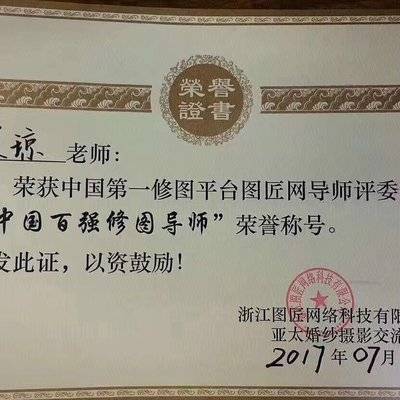 榮譽
證書
琼 老师:
荣获中国第一修图平台图匠网导师评委
中国百强修图导师”荣誉称号。
发此证，以资鼓励!
浙江图匠网络科技有限
亚太婚纱摄影交流
2017年07月